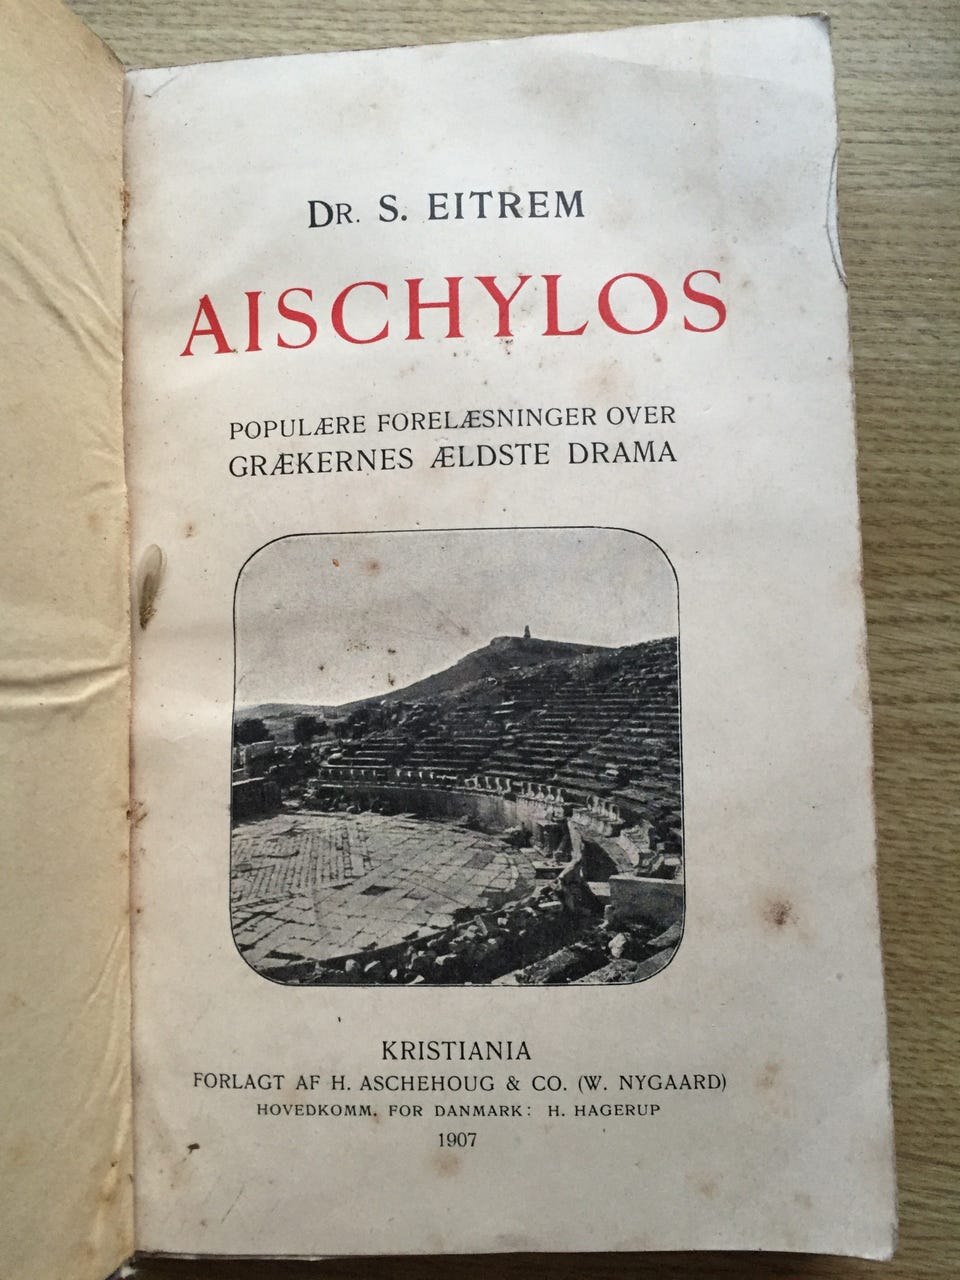 DR. S. EITREM
AISCHYLOS
POPULÆRE FORELÆSNINGER OVER
GRÆKERNES ÆLDSTE DRAMA
KRISTIANIA
FORLAGT AF H. ASCHEHOUG & CO. (W. NYGAARD)
HOVEDKOMM. FOR DANMARK: H. HAGERUP
1907